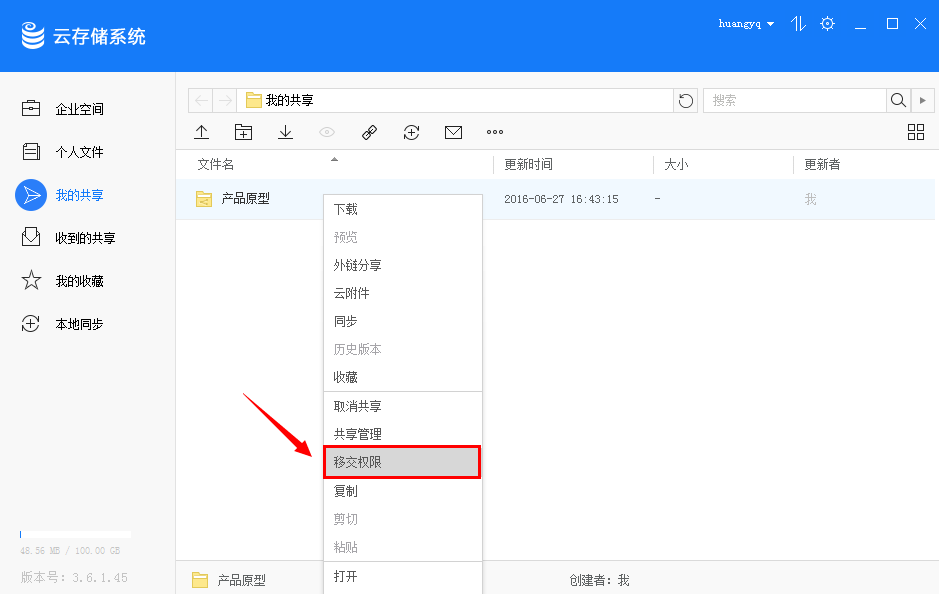 云存储系统
huangyq
企业空间
个人文件
我的共享
收到的共享
我的收藏
本地同步
48.56 MB / 100.00 GB
版本号: 3.6.1.45
我的共享
搜索
文件名 更新时间 大小 更新者
产品原型 2016-06-27 16:43:15 - 我
下载
预览
外链分享
云附件
同步
历史版本
收藏
取消共享
共享管理
移交权限
复制
剪切
粘贴
打开
产品原型 创建者: 我